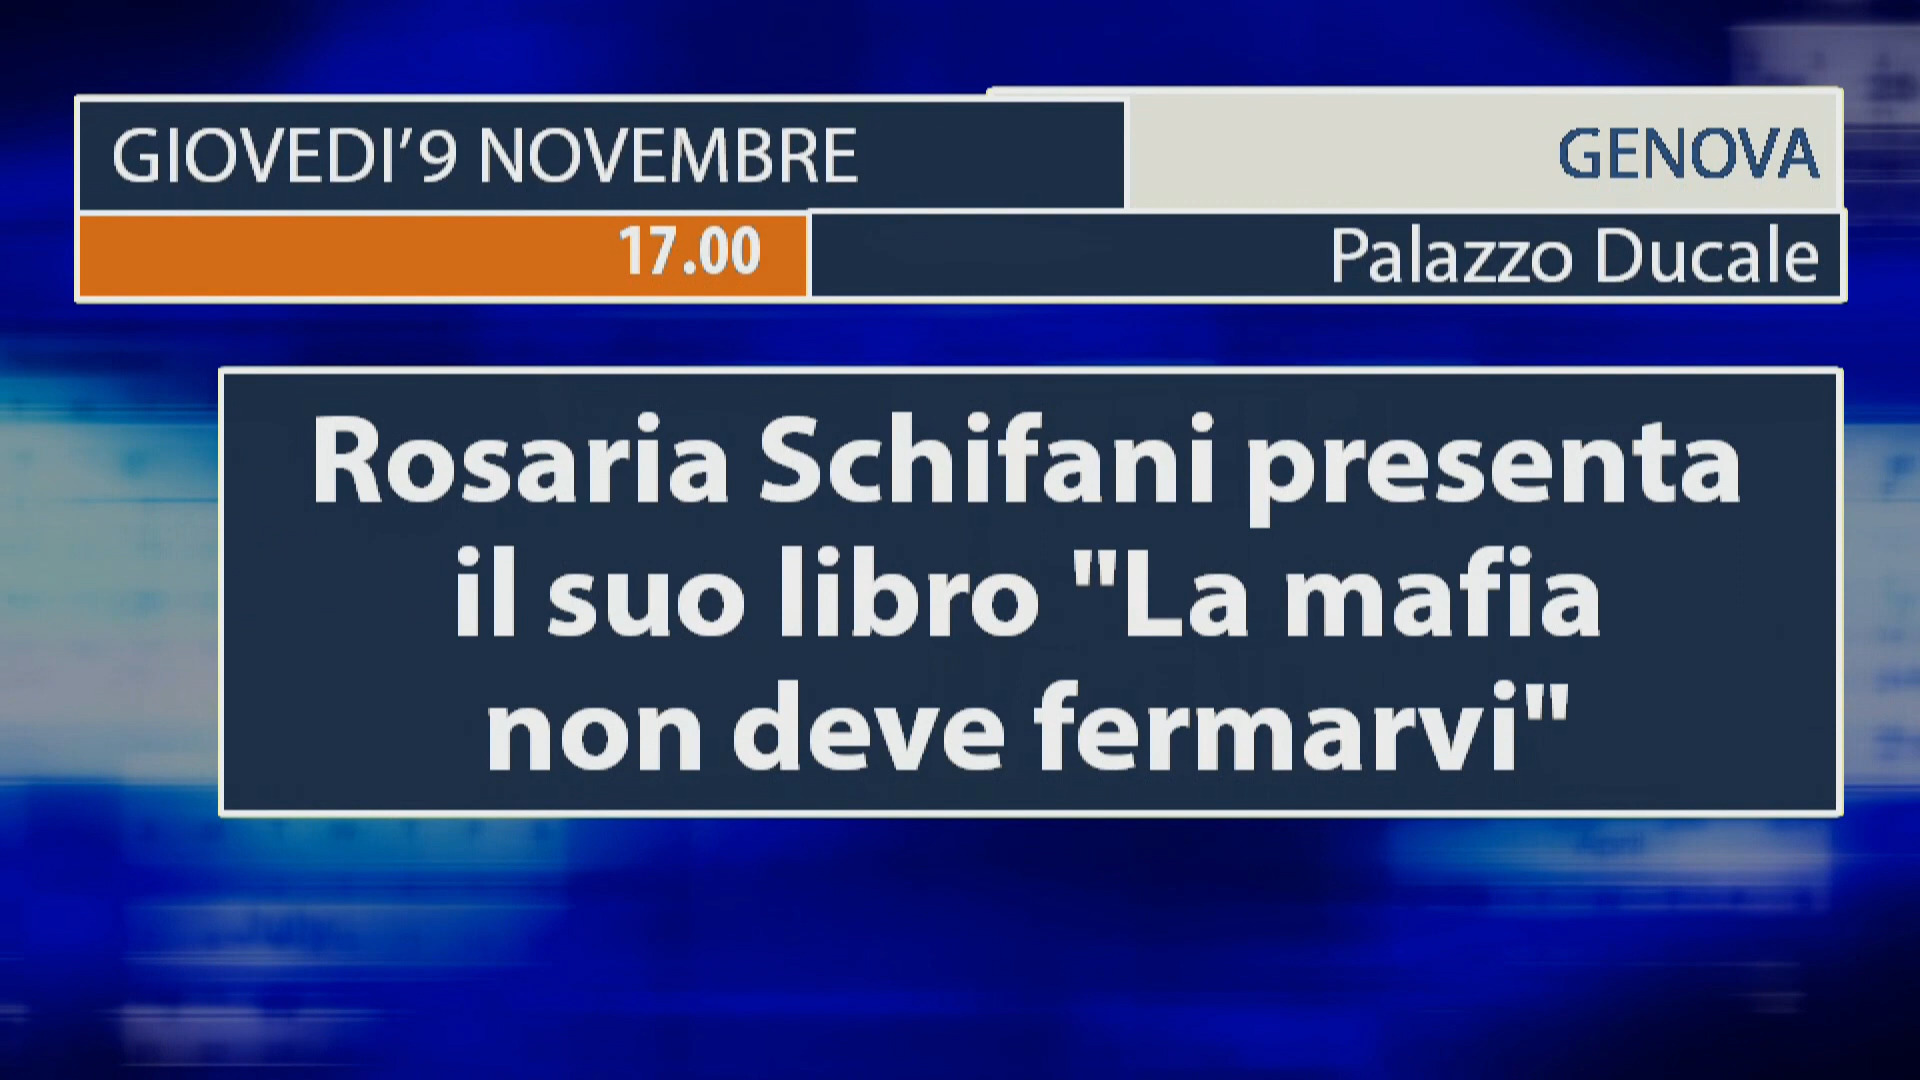 GIOVEDI’9 NOVEMBRE
GENOVA
17.00
Palazzo Ducale
Rosaria Schifani presenta
il suo libro "La mafia
non deve fermarvi"